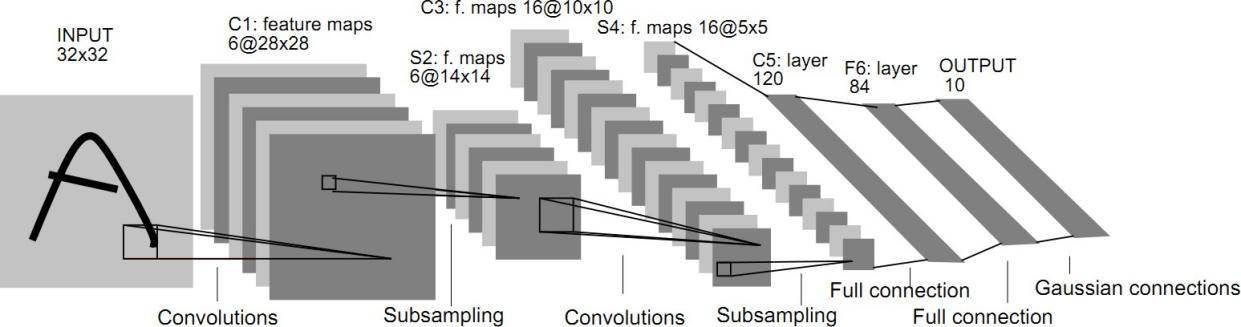 INPUT
32x32
C1: feature maps
6@28x28
S2: f. maps
6@14x14
C3: f. maps 16@10x10
S4: f. maps 16@5x5
C5: layer
120
F6: layer
84
OUTPUT
10
Convolutions
Subsampling
Convolutions
Subsampling
Full connection
Full connection
Gaussian connections